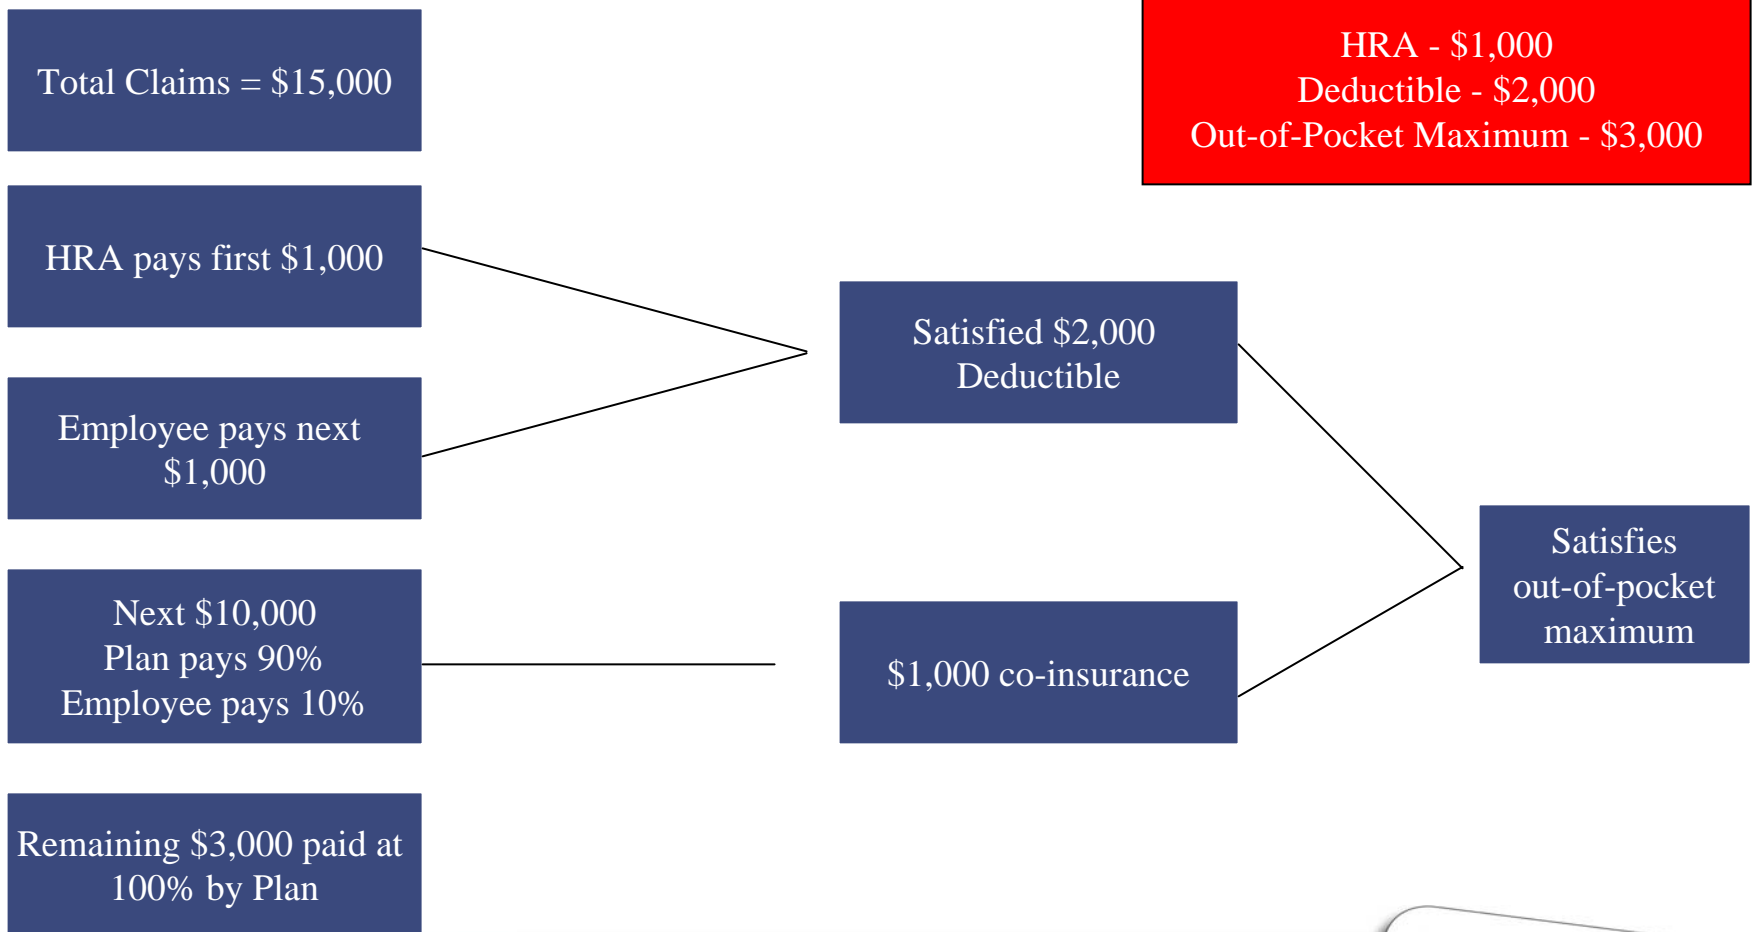 Total Claims = $15,000
HRA - $1,000
Deductible - $2,000
Out-of-Pocket Maximum - $3,000
HRA pays first $1,000
Employee pays next
$1,000
Satisfied $2,000
Deductible
Next $10,000
Plan pays 90%
Employee pays 10%
$1,000 co-insurance
Satisfies
out-of-pocket
maximum
Remaining $3,000 paid at
100% by Plan